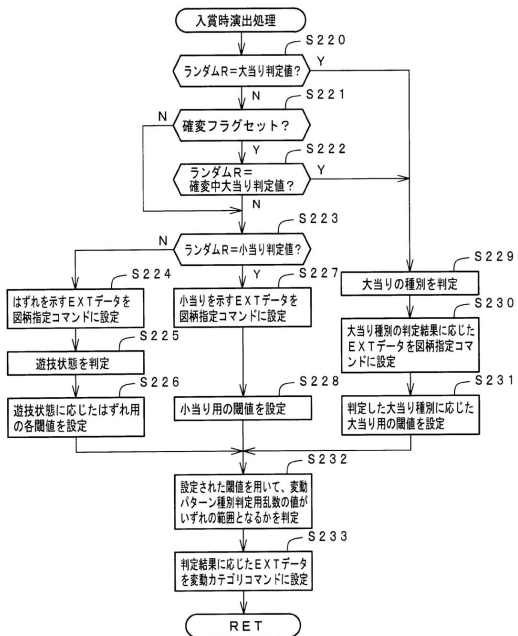 入賞時演出処理
S220
ランダムR=大当り判定値?
Y
N
S221
確変フラグセット?
N
Y
S222
ランダムR=
確変中大当り判定値?
Y
N
S223
ランダムR=小当り判定値?
N
Y
S224
はずれを示すEXTデータを
図柄指定コマンドに設定
S225
遊技状態を判定
S226
遊技状態に応じたはずれ用
の各閾値を設定
S227
小当りを示すEXTデータを
図柄指定コマンドに設定
S228
小当り用の閾値を設定
S229
大当りの種別を判定
S230
大当り種別の判定結果に応じた
EXTデータを図柄指定コマ
ンドに設定
S231
判定した大当り種別に応じた
大当り用の閾値を設定
S232
設定された閾値を用いて、変動
パターン種別判定用乱数の値が
いずれの範囲となるかを判定
S233
判定結果に応じたEXTデータ
を変動カテゴリコマンドに設定
RET